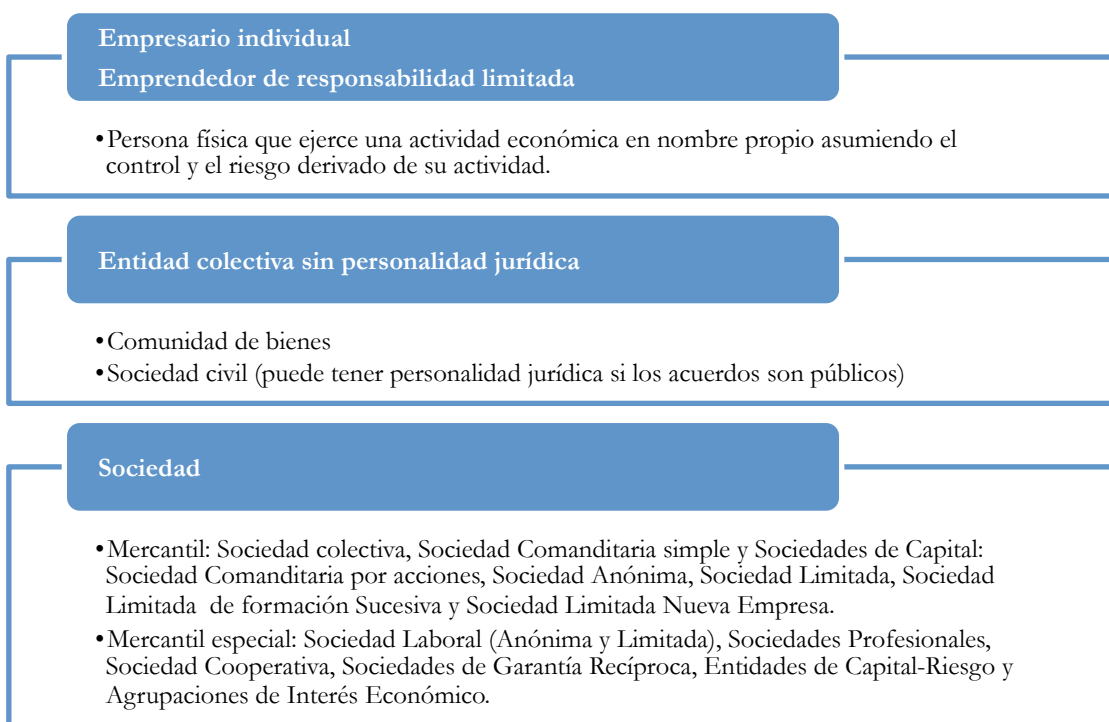 Empresario individual
Emprendedor de responsabilidad limitada
•Persona física que ejerce una actividad económica en nombre propio asumiendo el
control y el riesgo derivado de su actividad.
Entidad colectiva sin personalidad jurídica
•Comunidad de bienes
•Sociedad civil (puede tener personalidad jurídica si los acuerdos son públicos)
Sociedad
•Mercantil: Sociedad colectiva, Sociedad Comanditaria simple y Sociedades de Capital:
Sociedad Comanditaria por acciones, Sociedad Anónima, Sociedad Limitada, Sociedad
Limitada de formación Sucesiva y Sociedad Limitada Nueva Empresa.
•Mercantil especial: Sociedad Laboral (Anónima y Limitada), Sociedades Profesionales,
Sociedad Cooperativa, Sociedades de Garantía Recíproca, Entidades de Capital-Riesgo y
Agrupaciones de Interés Económico.